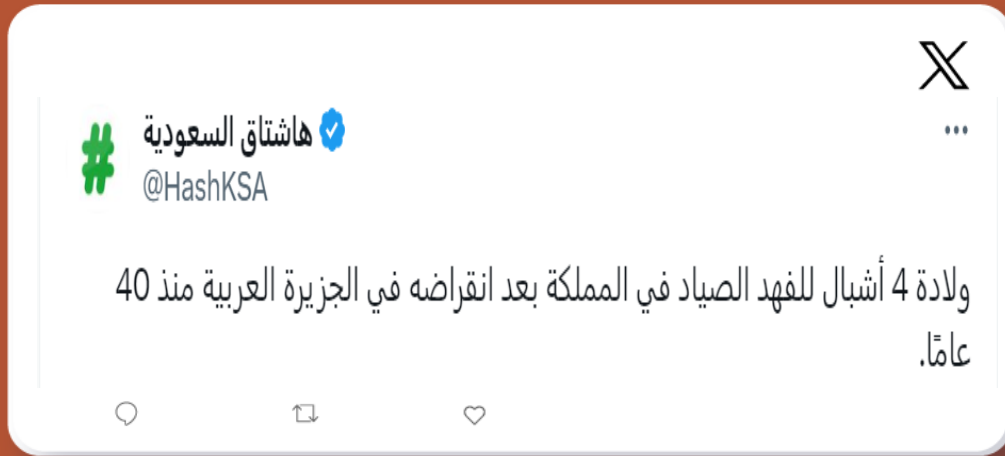 هاشتاق السعودية
@HashKSA
ولادة 4 أشبال للفهد الصياد في المملكة بعد انقراضه في الجزيرة العربية منذ 40
عامًا.